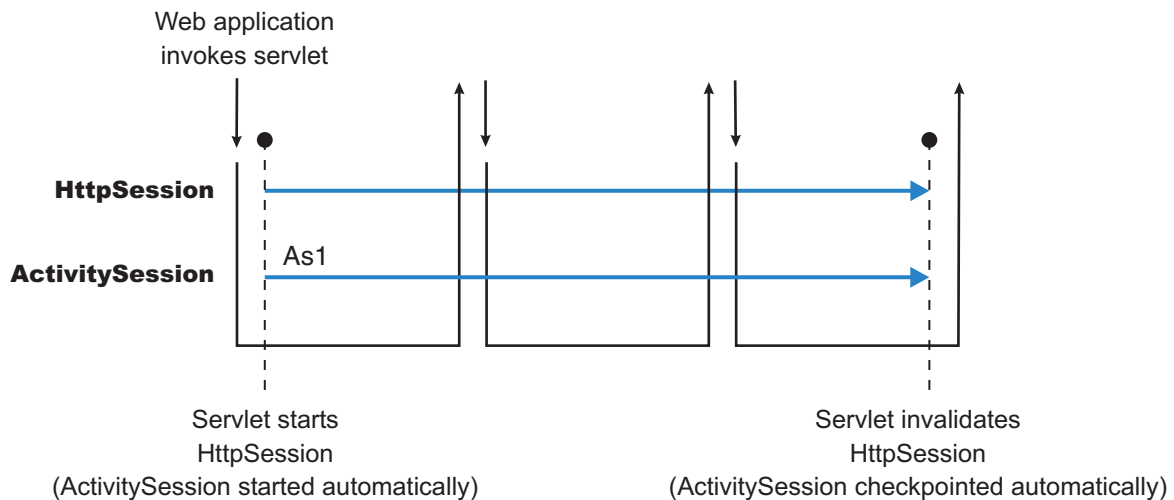 Web application
invokes servlet
HttpSession
As1
ActivitySession
Servlet starts
HttpSession
(ActivitySession started automatically)
Servlet invalidates
HttpSession
(ActivitySession checkpointed automatically)